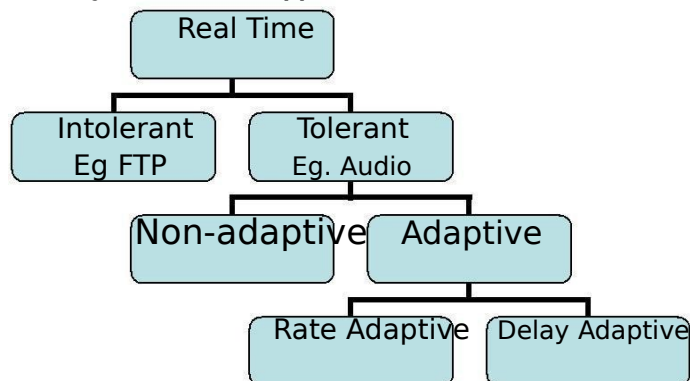 Real Time
Intolerant
Eg FTP
Tolerant
Eg. Audio
Non-adaptive
Adaptive
Rate Adaptive
Delay Adaptive